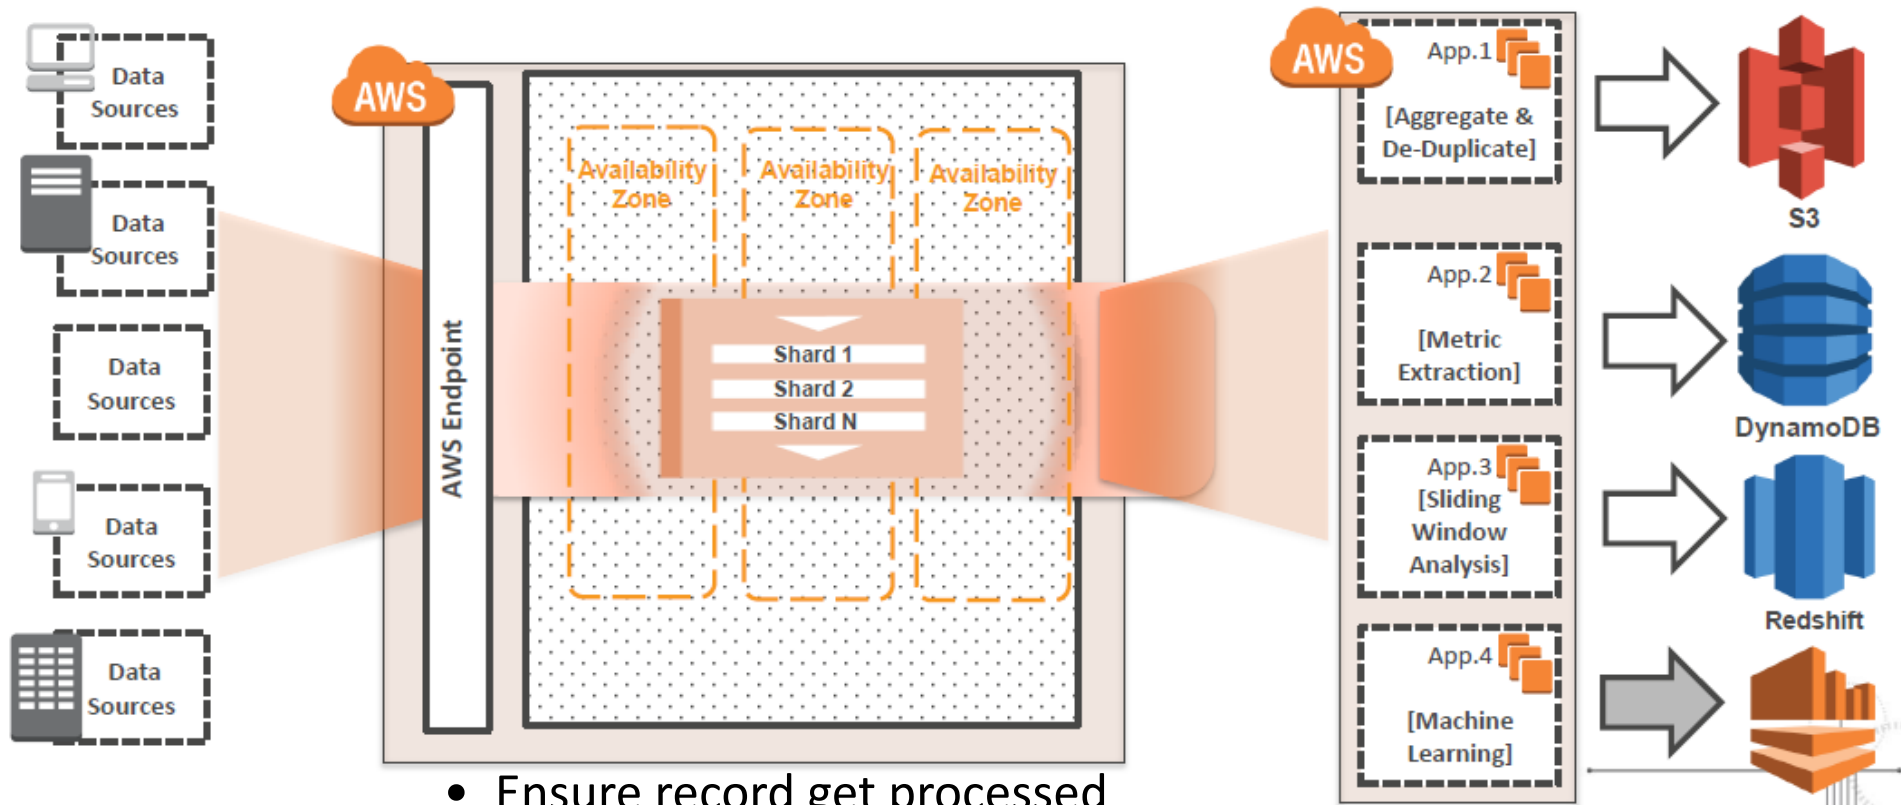 Data
Sources
Data
Sources
Data
Sources
Data
Sources
Data
Sources
AWS
AWS Endpoint
Availability
Zone
Availability
Zone
Availability
Zone
Shard 1
Shard 2
Shard N
AWS
App.1
[Aggregate &
De-Duplicate]
App.2
[Metric
Extraction]
App.3
[Sliding
Window
Analysis]
App.4
[Machine
Learning]
S3
DynamoDB
Redshift
• Ensure record get processed